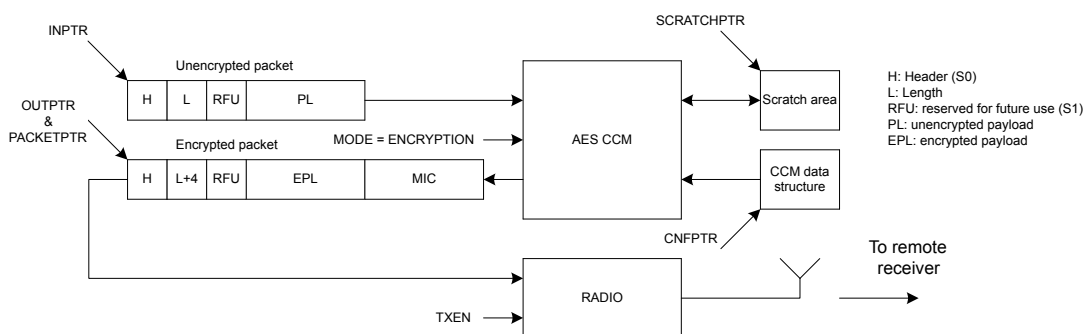 INPTR
SCRATCHPTR
Unencrypted packet
H L RFU PL
OUTPTR
&
PACKETPTR
MODE = ENCRYPTION
AES CCM
Scratch area
H: Header (S0)
L: Length
RFU: reserved for future use (S1)
PL: unencrypted payload
EPL: encrypted payload
Encrypted packet
H L+4 RFU EPL MIC
CCM data
structure
CNFPTR
To remote
receiver
RADIO
TXEN